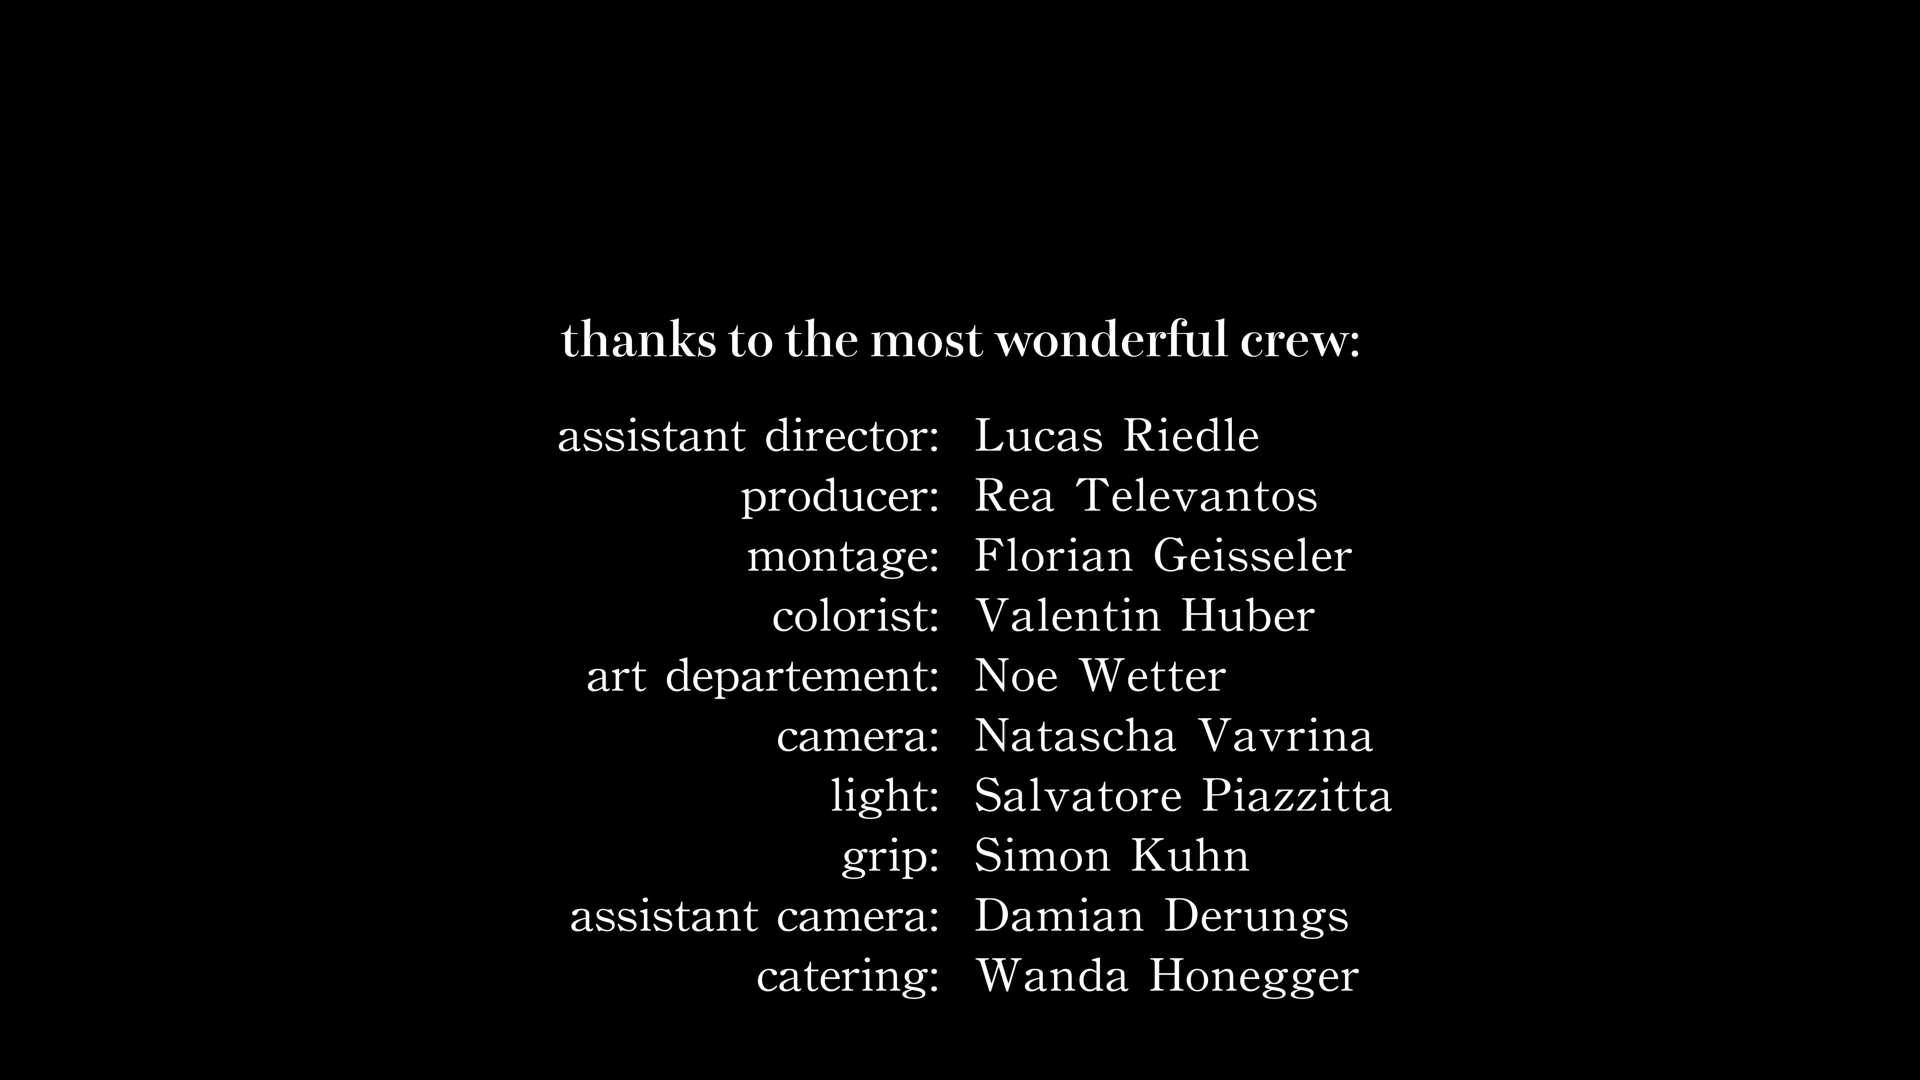 thanks to the most wonderful crew:
assistant director: Lucas Riedle
producer: Rea Televantos
montage: Florian Geisseler
colorist: Valentin Huber
art departement: Noe Wetter
camera: Natascha Vavrina
light: Salvatore Piazzitta
grip: Simon Kuhn
assistant camera: Damian Derungs
catering: Wanda Honegger